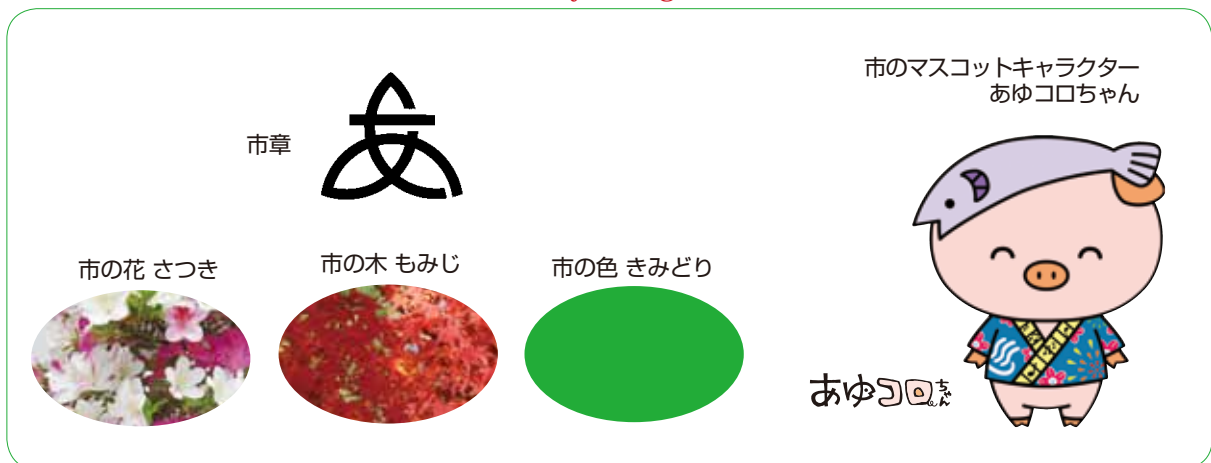 市章
市の花 さつき
市の木 もみじ
市の色 きみどり
市のマスコットキャラクター
あゆコロちゃん
あゆコロちゃん